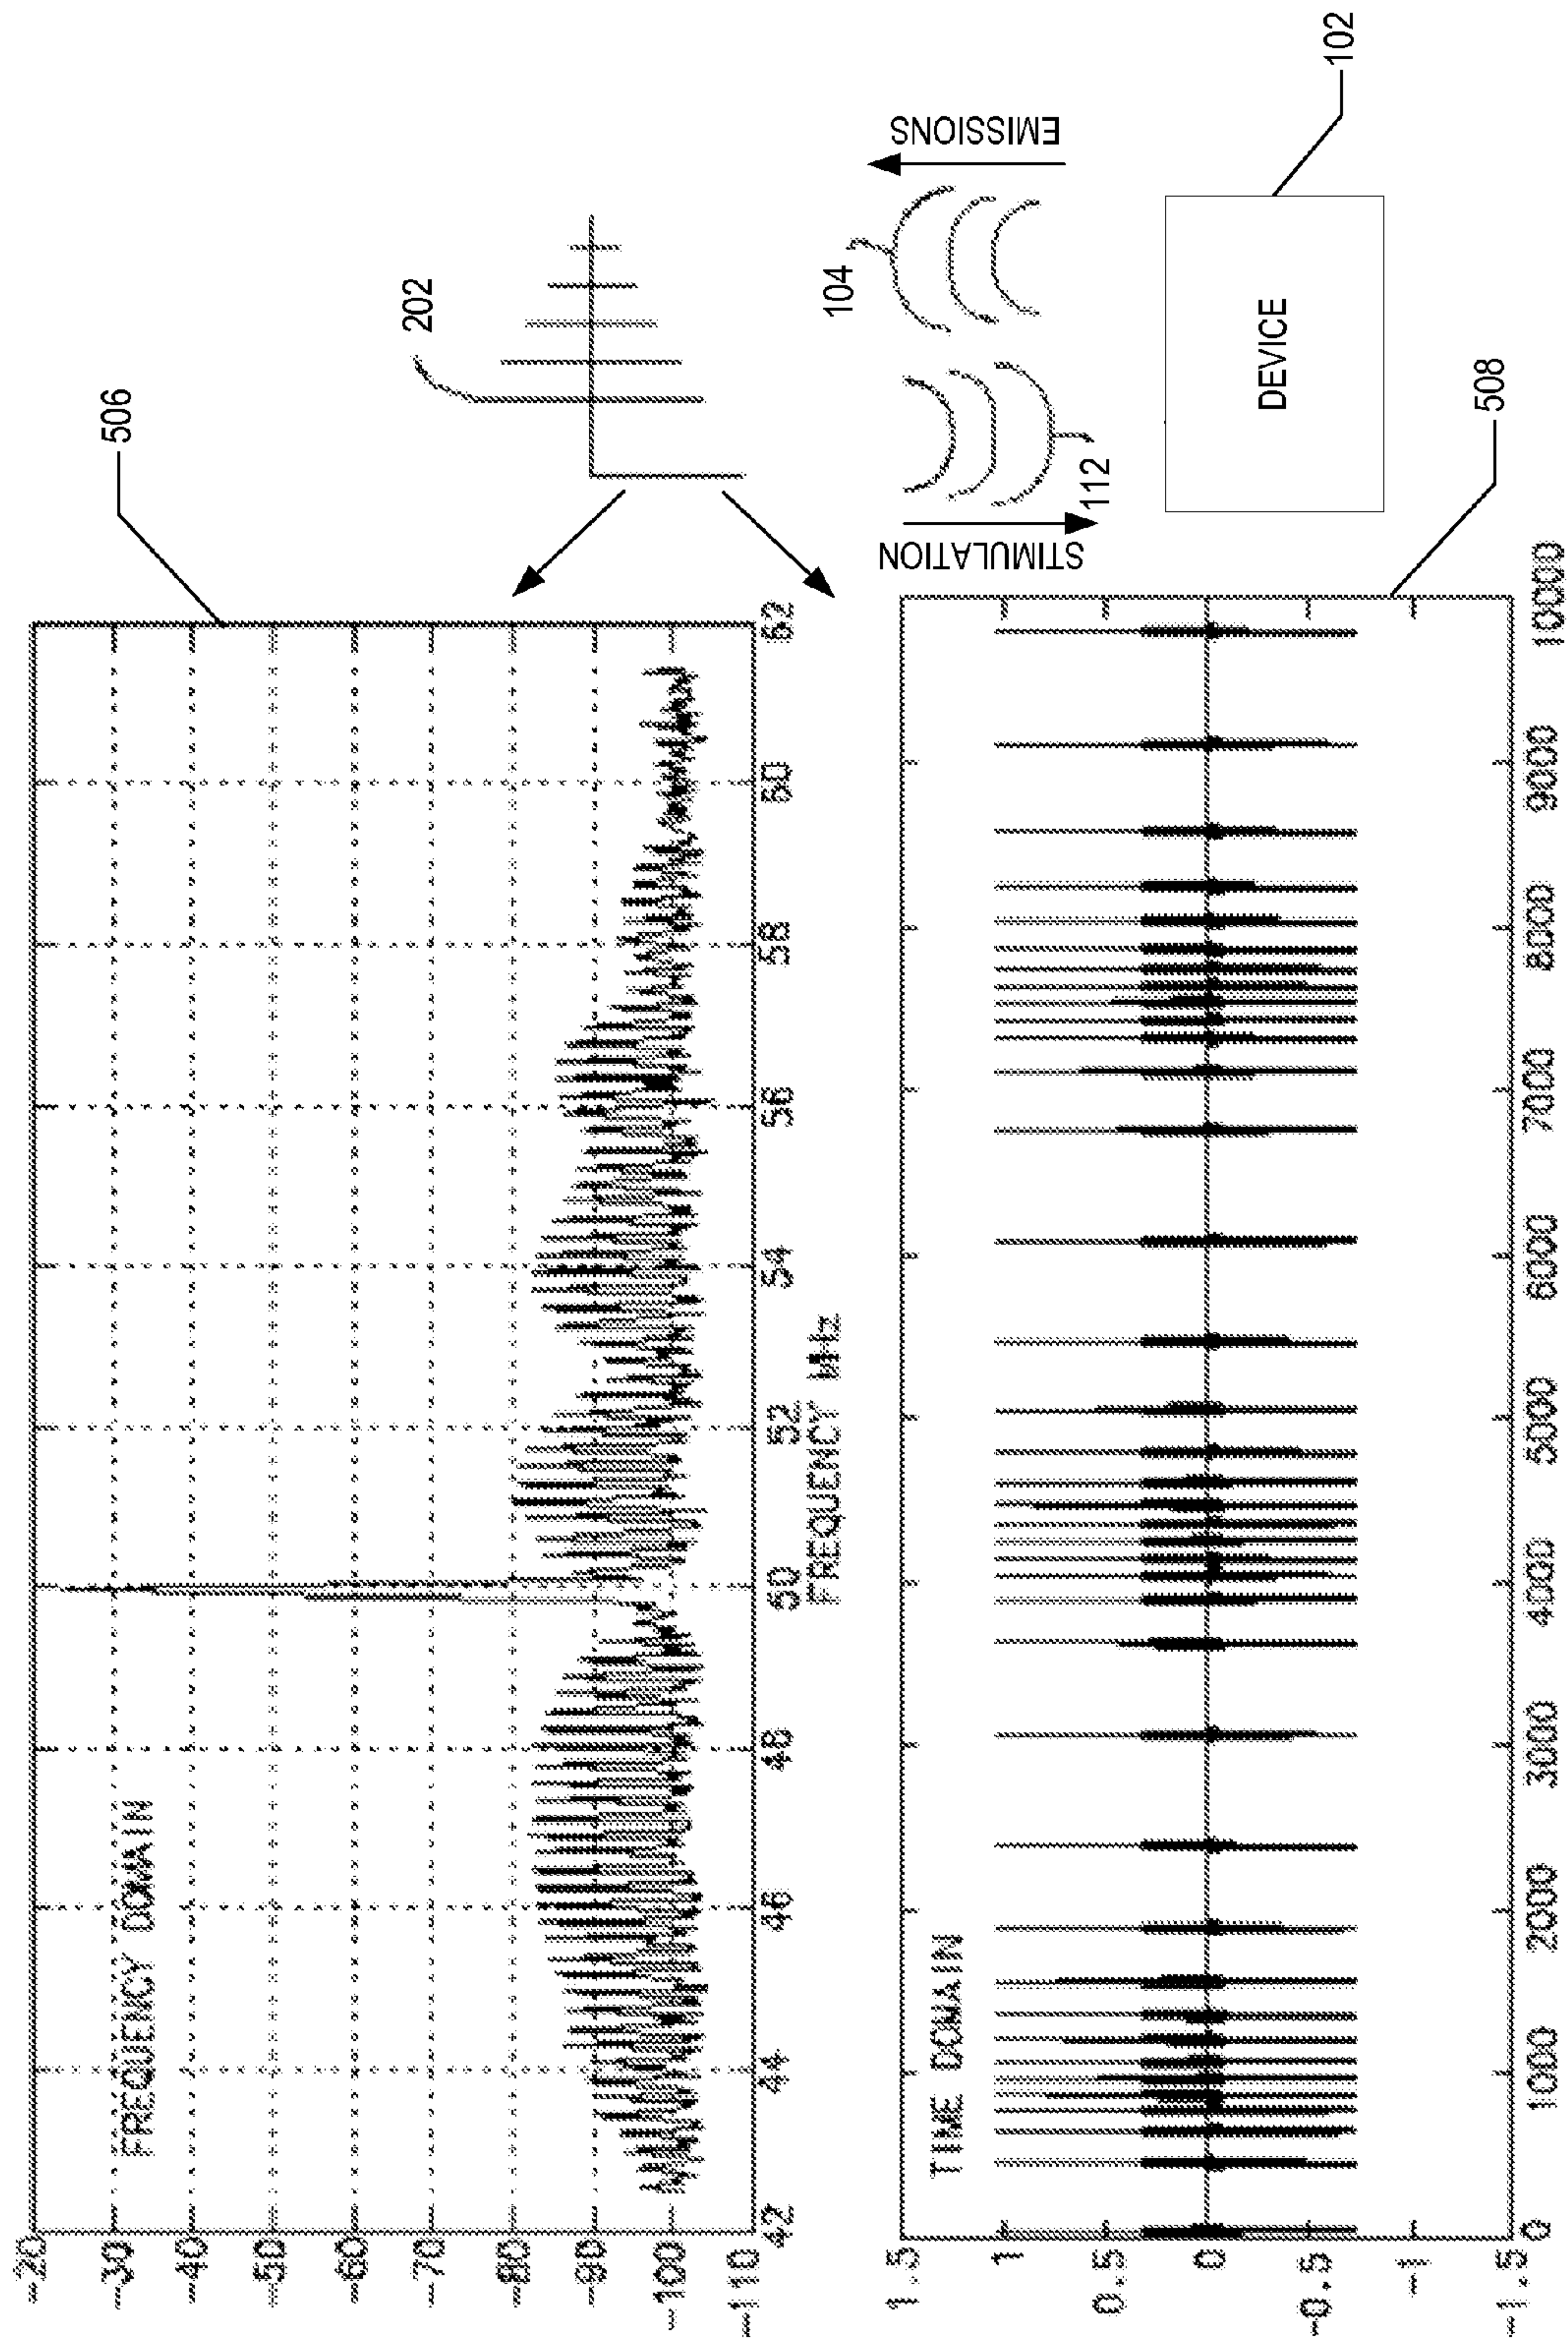 506
FREQUENCY DOMAIN
-20
-30
-40
-50
-60
-70
-80
-90
-100
-110
42 44 46 48 50 52 54 56 58 60 62
FREQUENCY MHz
202
STIMULATION
112
104
EMISSIONS
DEVICE
102
508
TIME DOMAIN
1.5
1
0.5
0
-0.5
-1
-1.5
0 1000 2000 3000 4000 5000 6000 7000 8000 9000 10000